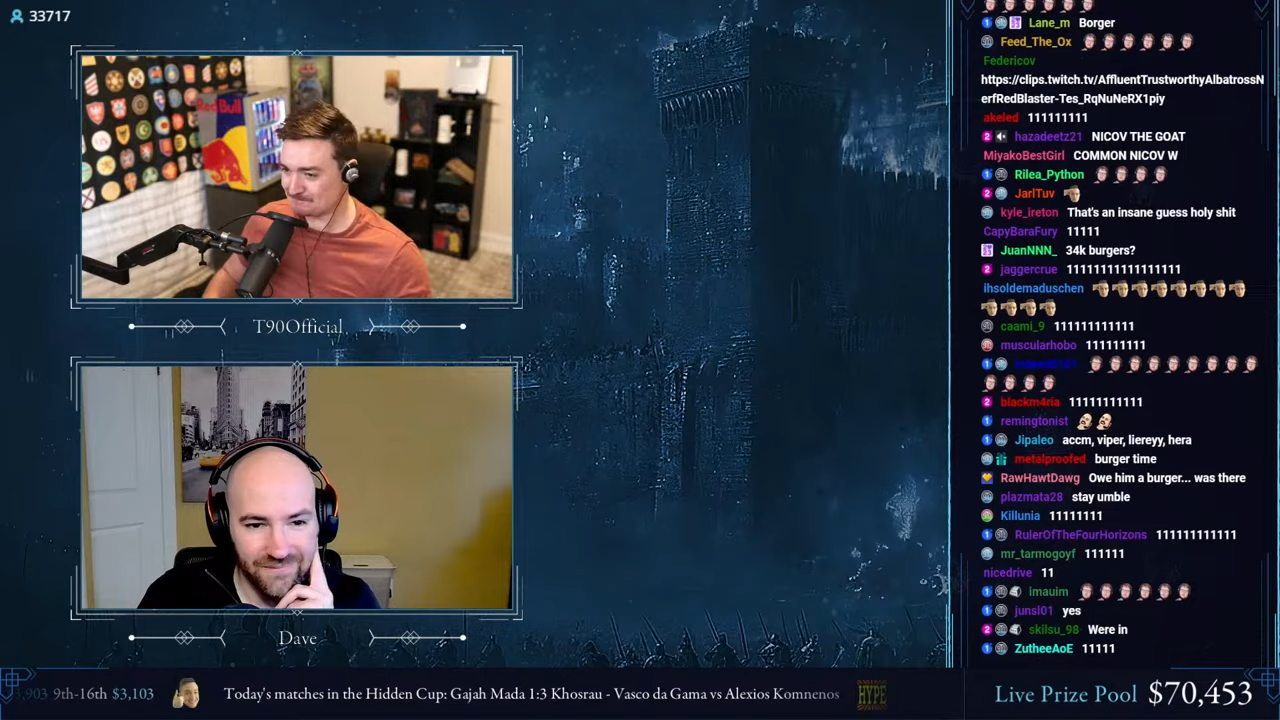 33717
Red Bull
T90Official
Dave
Lane_m Borger
Feed_The_Ox
Federicov
https://clips.twitch.tv/AffluentTrustworthyAlbatrossN
erfRedBlaster-Tes_RqNuNeRX1piy
akeled 111111111
hazadeetz21 NICOV THE GOAT
MiyakoBestGirl COMMON NICOV W
Rilea_Python
JarlTuv
kyle_ireton That's an insane guess holy shit
CapyBaraFury 11111
JuanNNN_ 34k burgers?
jaggercrue 11111111111111111
ihsoldemaduschen
caami_9 111111111111
muscularhobo 111111111
blackm4ria 11111111111
remingtonist
Jipaleo accm, viper, liereyy, hera
metalproofed burger time
RawHawtDawg Owe him a burger... was there
plazmata28 stay umble
Killunia 11111111
RulerOfTheFourHorizons 111111111111
mr_tarmogoyf 111111
nicedrive 11
imauim
junsl01 yes
skilsu_98 Were in
ZutheeAoE 11111
,903 9th-16th $3,103 Today's matches in the Hidden Cup: Gajah Mada 1:3 Khosrau - Vasco da Gama vs Alexios Komnenos HYPE
Live Prize Pool $70,453